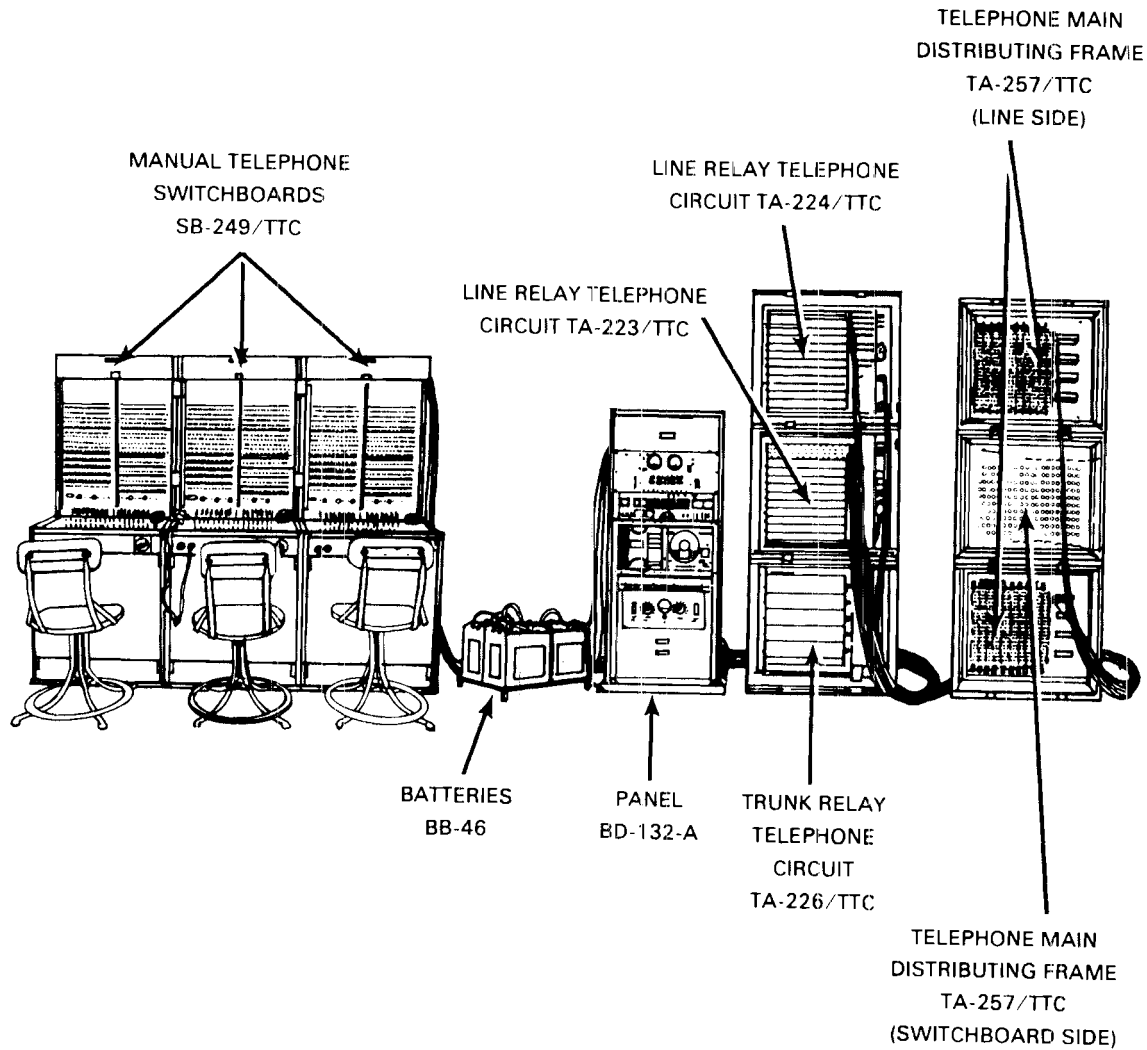 TELEPHONE MAIN
DISTRIBUTING FRAME
TA-257/TTC
(LINE SIDE)
MANUAL TELEPHONE
SWITCHBOARDS
SB-249/TTC
LINE RELAY TELEPHONE
CIRCUIT TA-224/TTC
LINE RELAY TELEPHONE
CIRCUIT TA-223/TTC
BATTERIES
BB-46
PANEL
BD-132-A
TRUNK RELAY
TELEPHONE
CIRCUIT
TA-226/TTC
TELEPHONE MAIN
DISTRIBUTING FRAME
TA-257/TTC
(SWITCHBOARD SIDE)